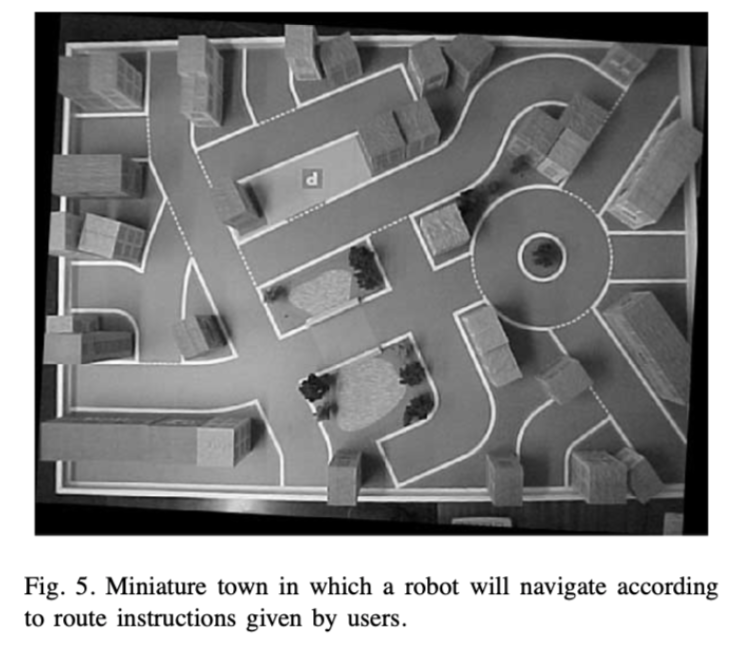 P
Fig. 5. Miniature town in which a robot will navigate according
to route instructions given by users.